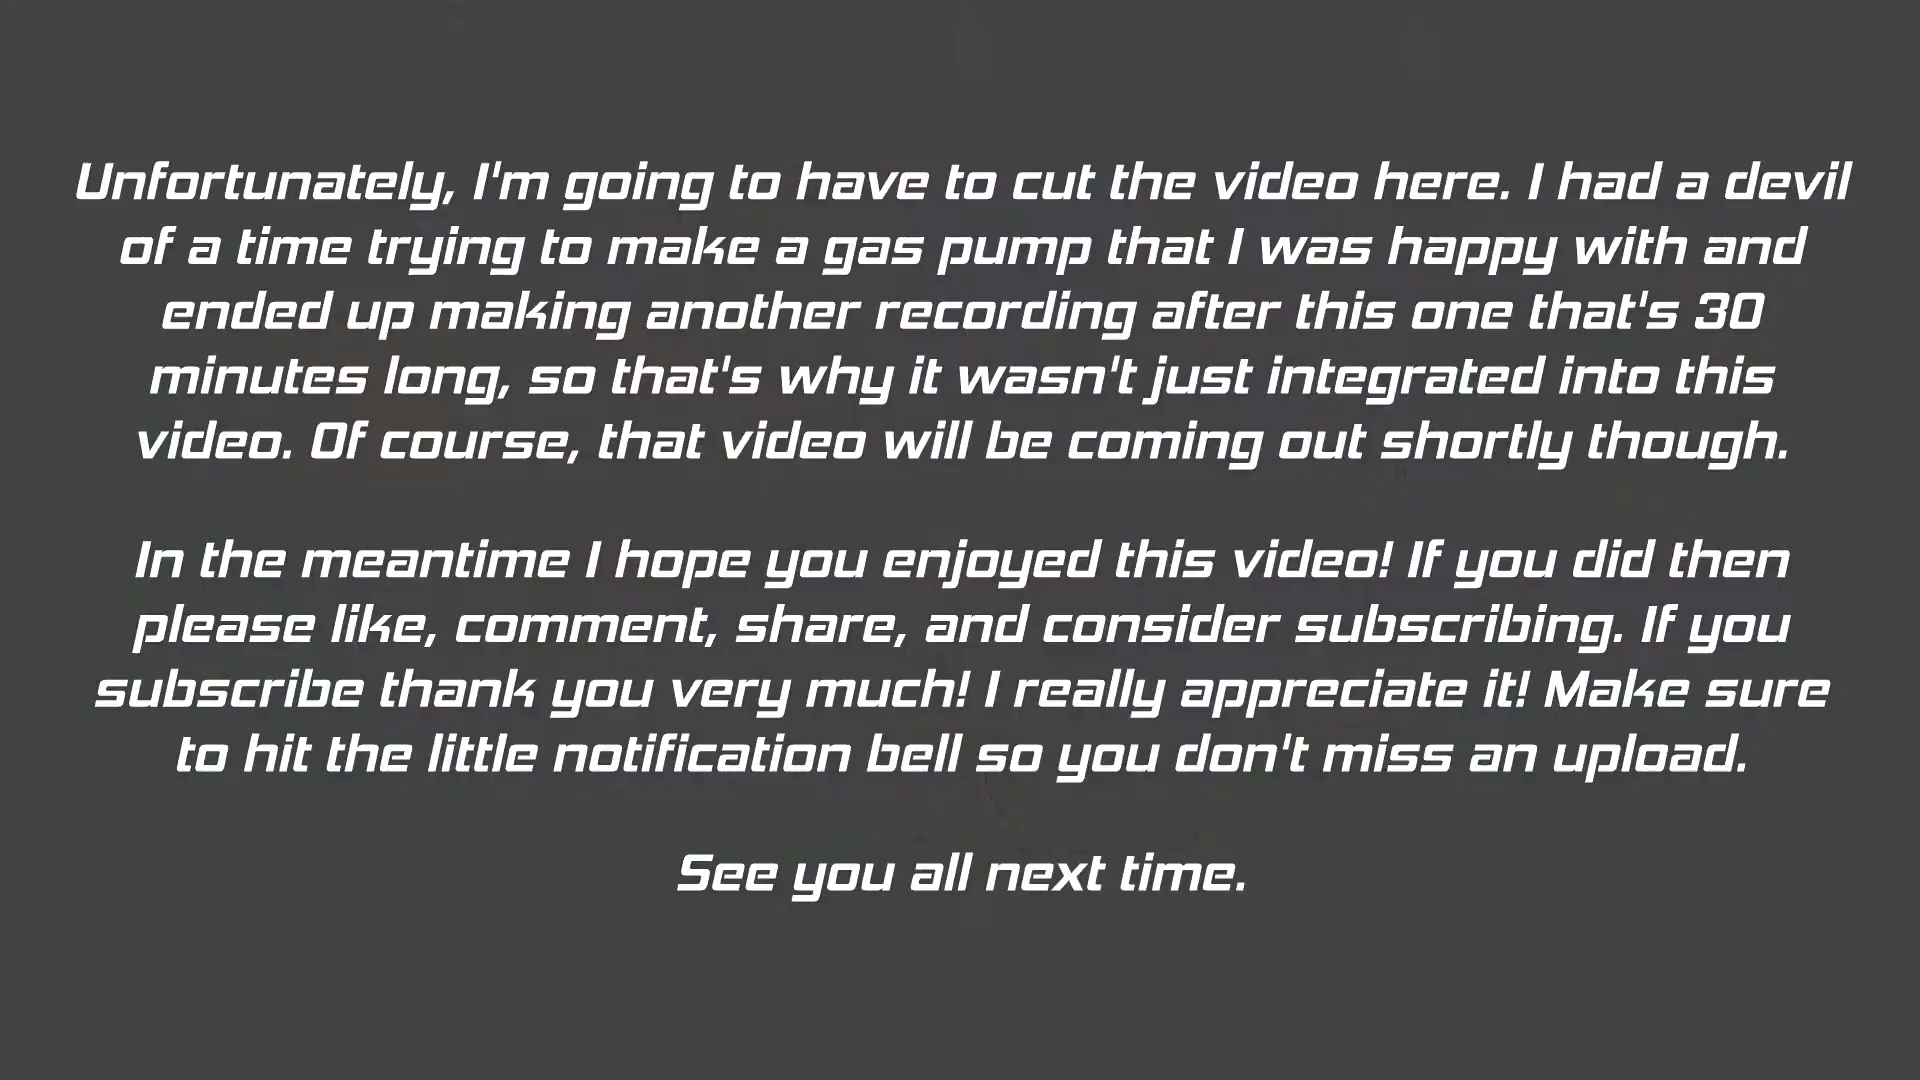 Unfortunately, I'm going to have to cut the video here. I had a devil
of a time trying to make a gas pump that I was happy with and
ended up making another recording after this one that's 30
minutes long, so that's why it wasn't just integrated into this
video. Of course, that video will be coming out shortly though.
In the meantime I hope you enjoyed this video! If you did then
please like, comment, share, and consider subscribing. If you
subscribe thank you very much! I really appreciate it! Make sure
to hit the little notification bell so you don't miss an upload.
See you all next time.